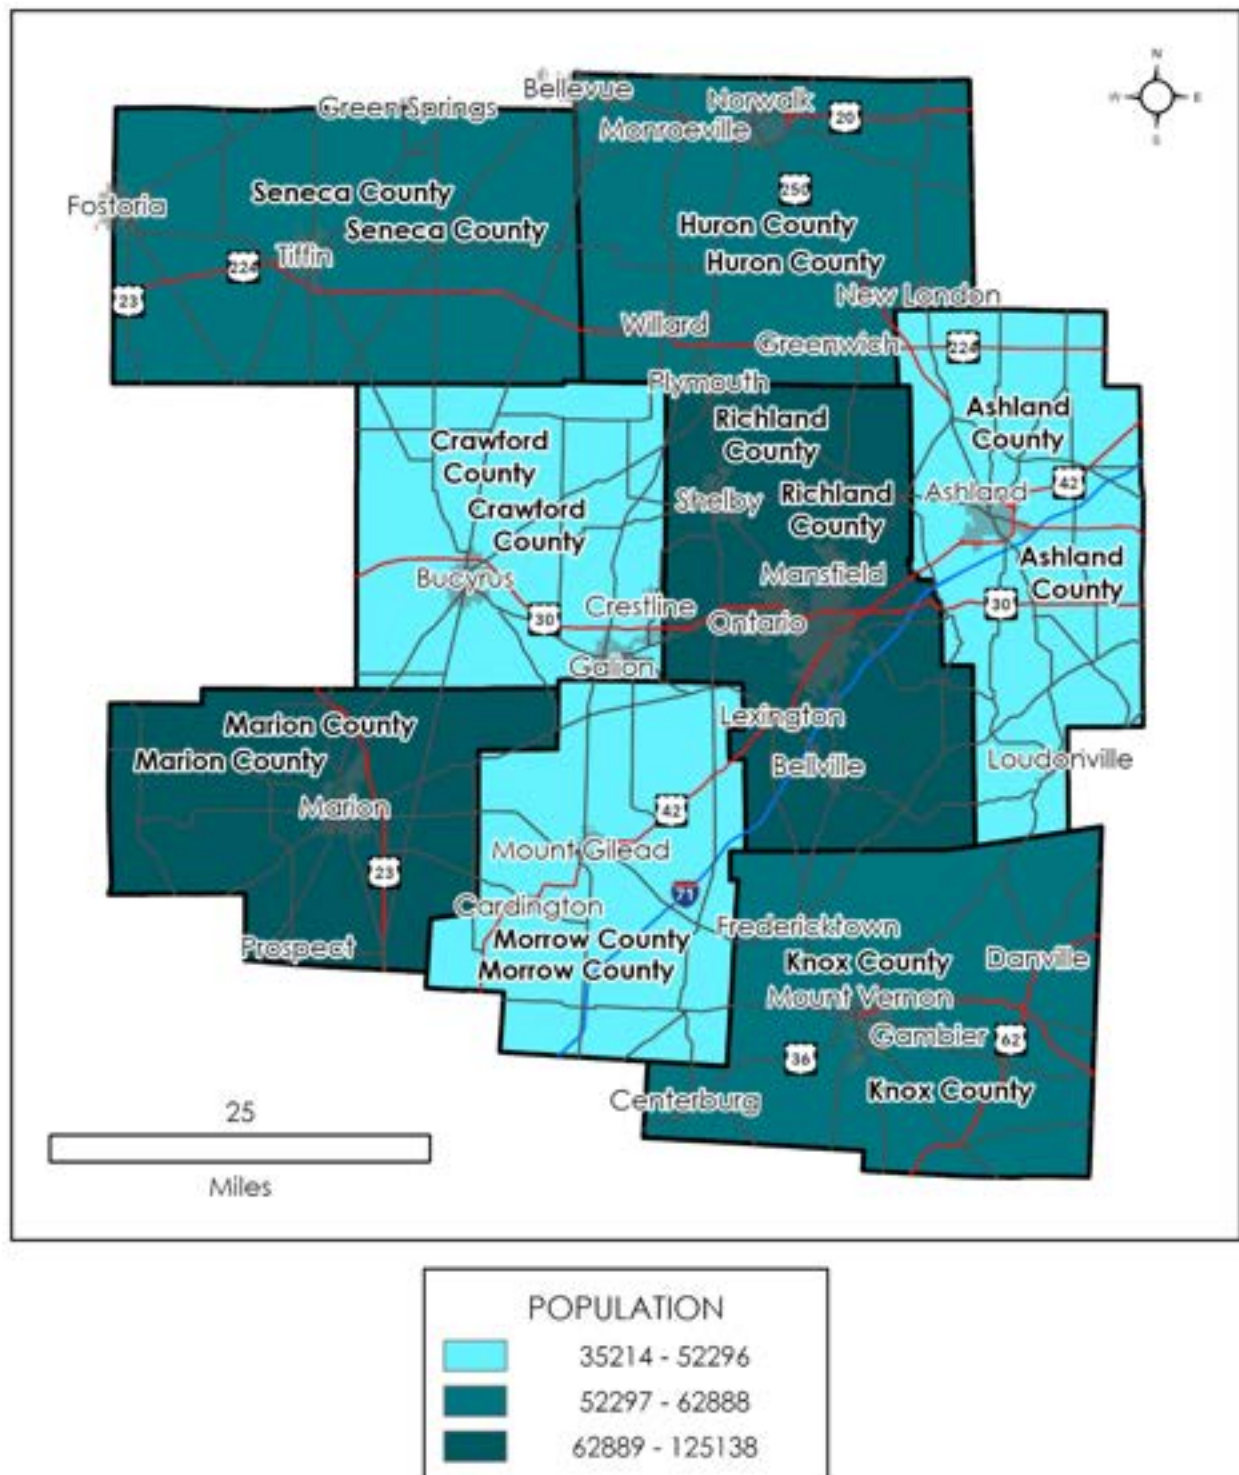 N
W E
S
Bellevue
Green Springs
Norwalk
20
Monroeville
250
Seneca County
Fostoria
Seneca County
Huron County
Tiffin
224
Huron County
23
New London
Willard
Greenwich
224
Plymouth
Richland
County
Ashland
County
Crawford
County
42
Shelby
Richland
County
Ashland
Crawford
County
Ashland
County
Bucyrus
Mansfield
Crestline
30
30
Ontario
Galion
Marion County
Lexington
Marion County
Bellville
Loudonville
Marion
42
Mount Gilead
23
71
Cardington
Fredericktown
Prospect
Morrow County
Knox County
Danville
Morrow County
Mount Vernon
Gambier
62
36
Knox County
Centerburg
25
Miles
POPULATION
35214 - 52296
52297 - 62888
62889 - 125138